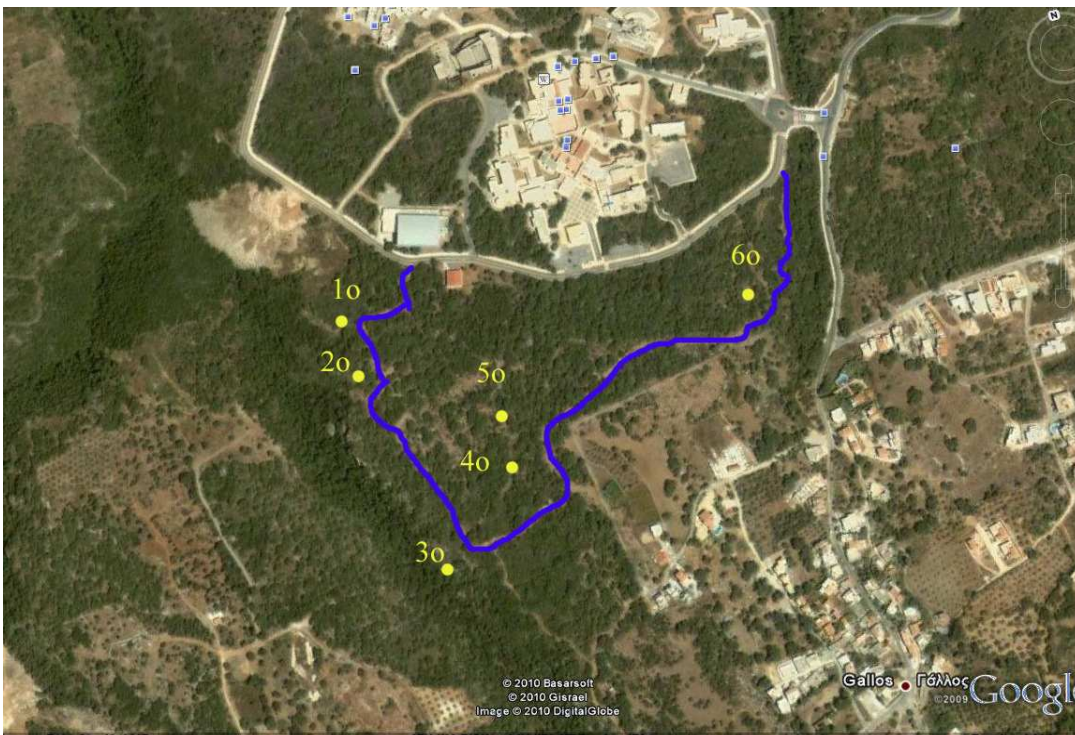 N
1o
6o
2o
5o
4o
3o
© 2010 Basarsoft
© 2010 Gisrael
Image © 2010 DigitalGlobe
Gallos Γάλλος
©2009 Google